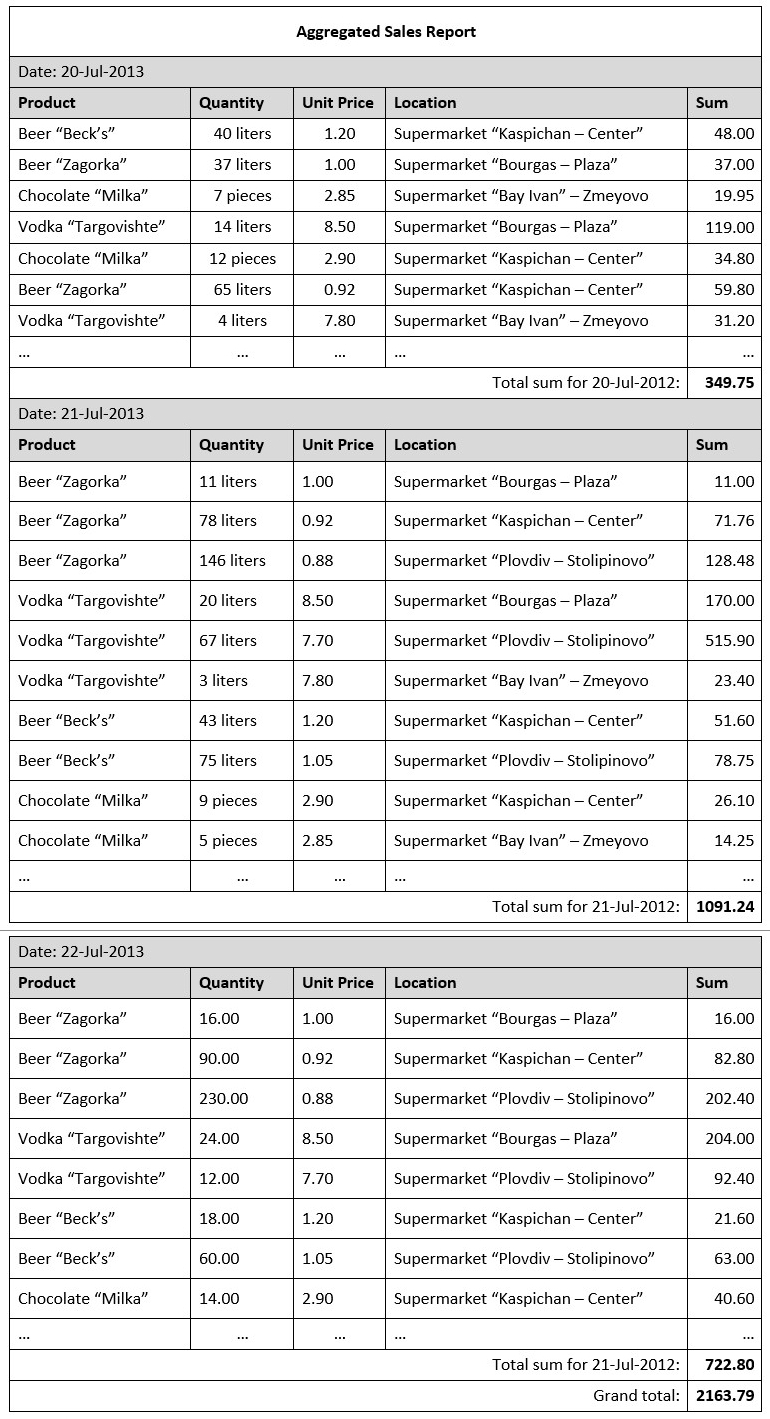 Aggregated Sales Report
Date: 20-Jul-2013
Product Quantity Unit Price Location Sum
Beer “Beck’s” 40 liters 1.20 Supermarket “Kaspichan – Center” 48.00
Beer “Zagorka” 37 liters 1.00 Supermarket “Bourgas – Plaza” 37.00
Chocolate “Milka” 7 pieces 2.85 Supermarket “Bay Ivan” – Zmeyovo 19.95
Vodka “Targovishte” 14 liters 8.50 Supermarket “Bourgas – Plaza” 119.00
Chocolate “Milka” 12 pieces 2.90 Supermarket “Kaspichan – Center” 34.80
Beer “Zagorka” 65 liters 0.92 Supermarket “Kaspichan – Center” 59.80
Vodka “Targovishte” 4 liters 7.80 Supermarket “Bay Ivan” – Zmeyovo 31.20
… … … … …
Total sum for 20-Jul-2012: 349.75
Date: 21-Jul-2013
Product Quantity Unit Price Location Sum
Beer “Zagorka” 11 liters 1.00 Supermarket “Bourgas – Plaza” 11.00
Beer “Zagorka” 78 liters 0.92 Supermarket “Kaspichan – Center” 71.76
Beer “Zagorka” 146 liters 0.88 Supermarket “Plovdiv – Stolipinovo” 128.48
Vodka “Targovishte” 20 liters 8.50 Supermarket “Bourgas – Plaza” 170.00
Vodka “Targovishte” 67 liters 7.70 Supermarket “Plovdiv – Stolipinovo” 515.90
Vodka “Targovishte” 3 liters 7.80 Supermarket “Bay Ivan” – Zmeyovo 23.40
Beer “Beck’s” 43 liters 1.20 Supermarket “Kaspichan – Center” 51.60
Beer “Beck’s” 75 liters 1.05 Supermarket “Plovdiv – Stolipinovo” 78.75
Chocolate “Milka” 9 pieces 2.90 Supermarket “Kaspichan – Center” 26.10
Chocolate “Milka” 5 pieces 2.85 Supermarket “Bay Ivan” – Zmeyovo 14.25
… … … … …
Total sum for 21-Jul-2012: 1091.24
Date: 22-Jul-2013
Product Quantity Unit Price Location Sum
Beer “Zagorka” 16.00 1.00 Supermarket “Bourgas – Plaza” 16.00
Beer “Zagorka” 90.00 0.92 Supermarket “Kaspichan – Center” 82.80
Beer “Zagorka” 230.00 0.88 Supermarket “Plovdiv – Stolipinovo” 202.40
Vodka “Targovishte” 24.00 8.50 Supermarket “Bourgas – Plaza” 204.00
Vodka “Targovishte” 12.00 7.70 Supermarket “Plovdiv – Stolipinovo” 92.40
Beer “Beck’s” 18.00 1.20 Supermarket “Kaspichan – Center” 21.60
Beer “Beck’s” 60.00 1.05 Supermarket “Plovdiv – Stolipinovo” 63.00
Chocolate “Milka” 14.00 2.90 Supermarket “Kaspichan – Center” 40.60
… … … … …
Total sum for 21-Jul-2012: 722.80
Grand total: 2163.79